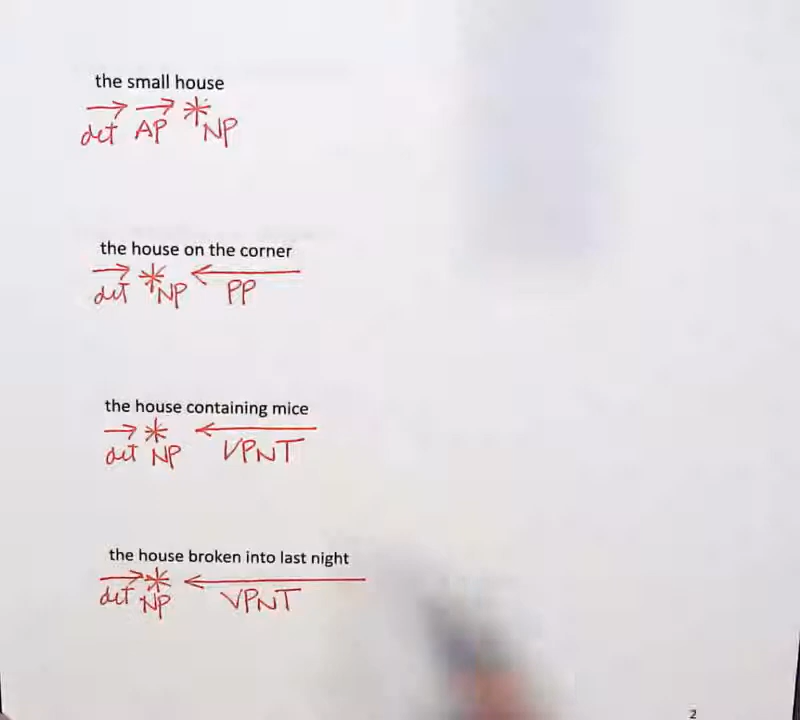 the small house
det AP NP
the house on the corner
det NP PP
the house containing mice
det NP VPNT
the house broken into last night
det NP VPNT
2